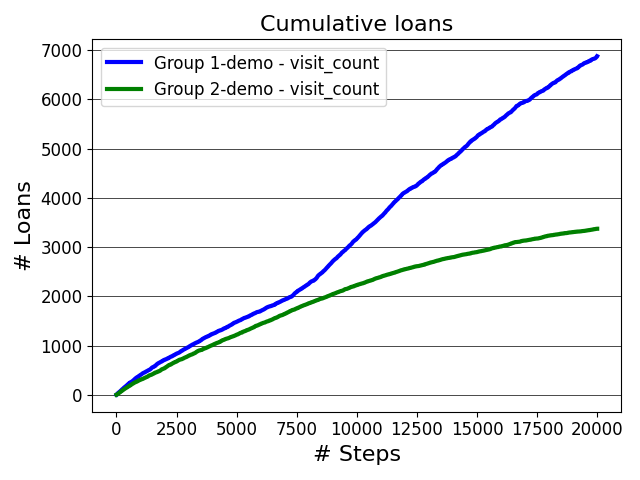 Cumulative loans
Group 1-demo - visit_count
Group 2-demo - visit_count
# Loans
7000
6000
5000
4000
3000
2000
1000
0
0 2500 5000 7500 10000 12500 15000 17500 20000
# Steps